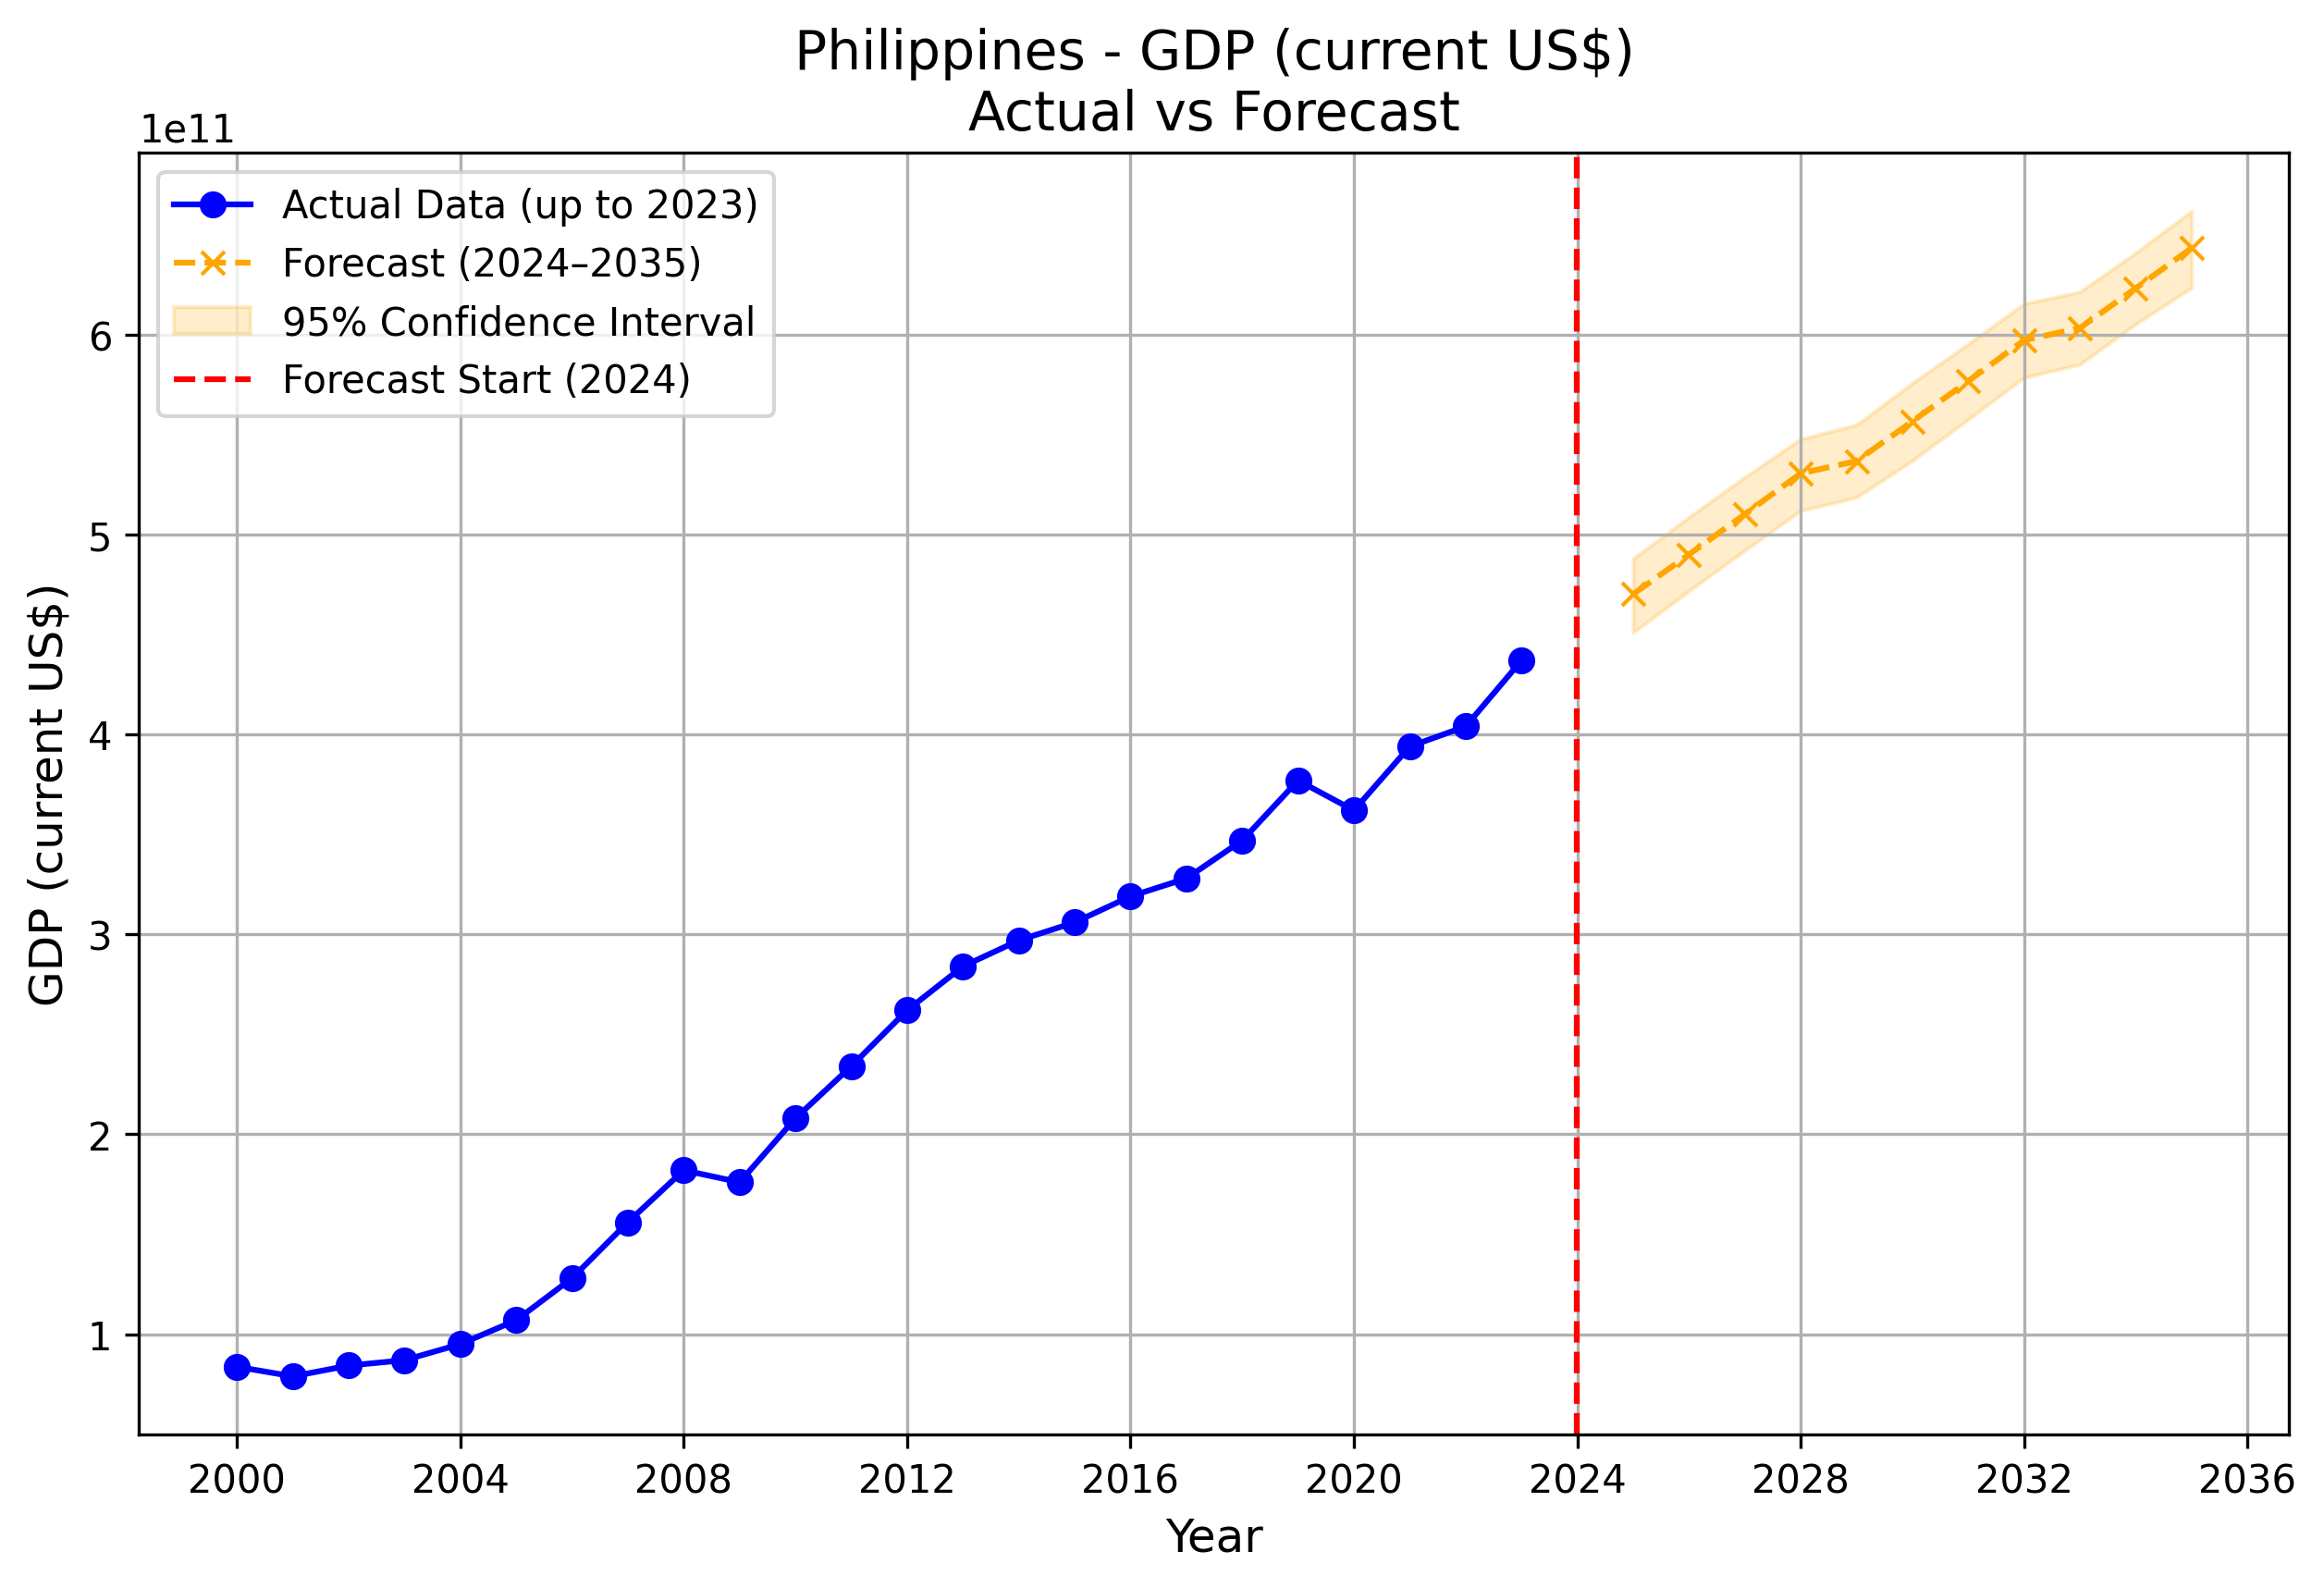 Philippines - GDP (current US$)
Actual vs Forecast
1e11
Actual Data (up to 2023)
Forecast (2024–2035)
95% Confidence Interval
Forecast Start (2024)
GDP (current US$)
6
5
4
3
2
1
2000 2004 2008 2012 2016 2020 2024 2028 2032 2036
Year